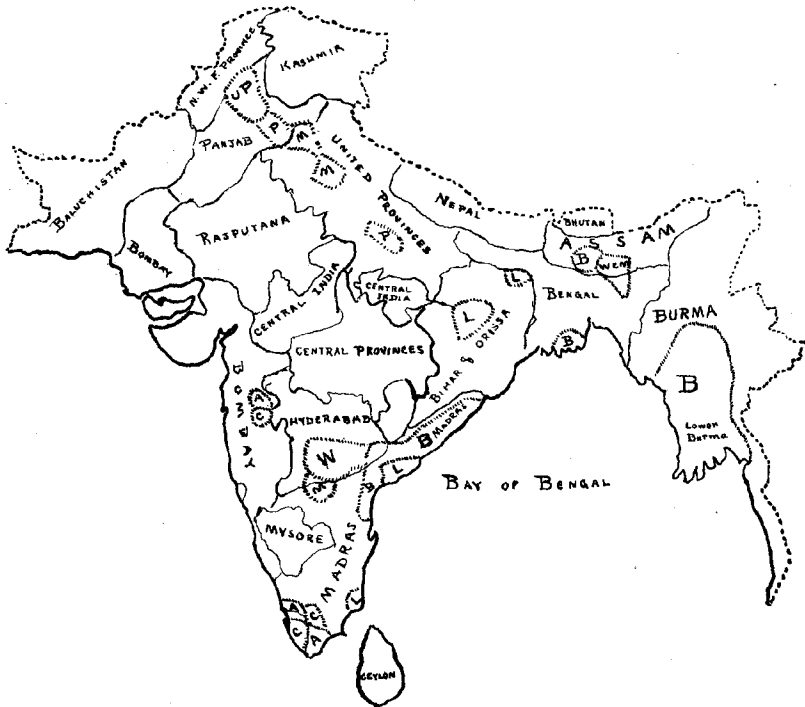 N.W.F. PROVINCE
KASHMIR
UP
PANJAB
P
M
M
UNITED PROVINCES
BALUCHISTAN
NEPAL
BHUTAN
RAJPUTANA
ASSAM
BOMBAY
B
WCM
L
CENTRAL INDIA
CENTRAL INDIA
BENGAL
BURMA
L
CENTRAL PROVINCES
BIHAR & ORISSA
B
B
BOMBAY
A
C
HYDERABAD
MADRAS
B
LOWER BURMA
W
L
M
B
BAY OF BENGAL
MYSORE
MADRAS
A
C
L
C
A
CEYLON